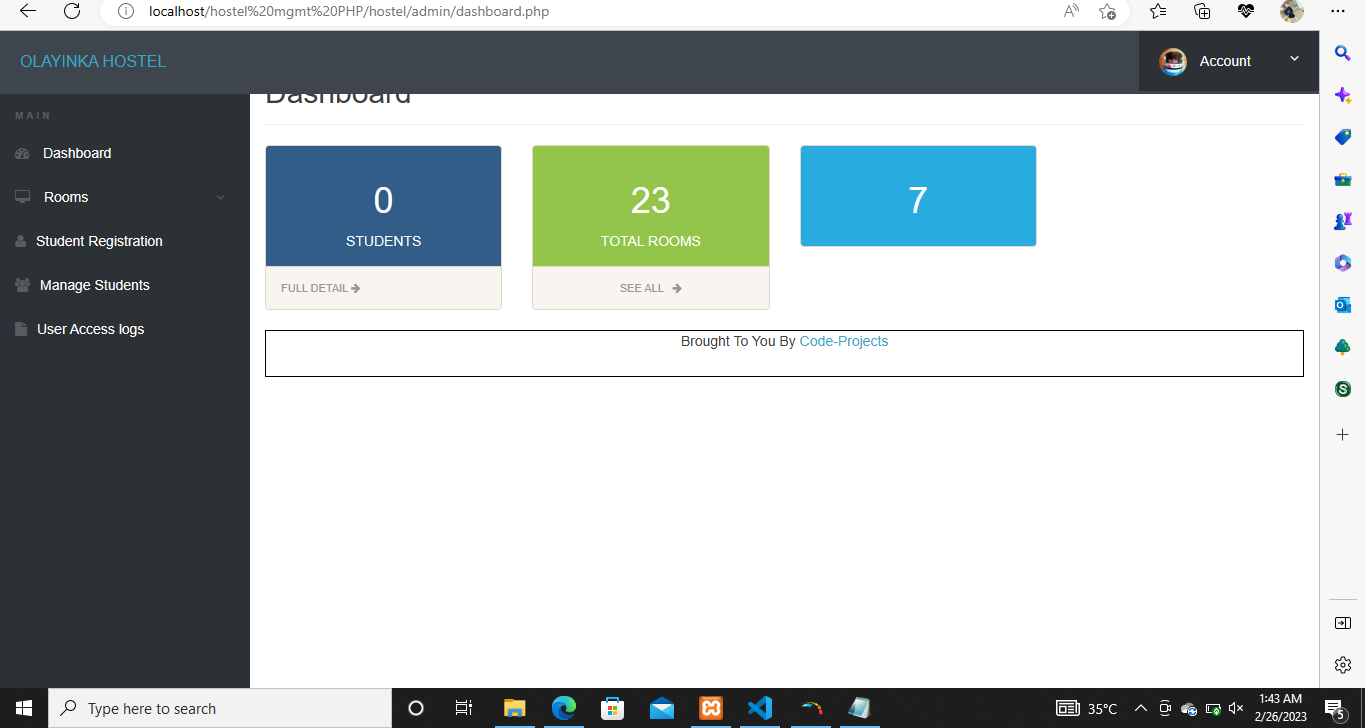 localhost/hostel%20mgmt%20PHP/hostel/admin/dashboard.php
OLAYINKA HOSTEL
Account
Dashboard
MAIN
Dashboard
Rooms
Student Registration
Manage Students
User Access logs
0
STUDENTS
FULL DETAIL
23
TOTAL ROOMS
SEE ALL
7
Brought To You By Code-Projects
Type here to search
35°C
1:43 AM
2/26/2023
5